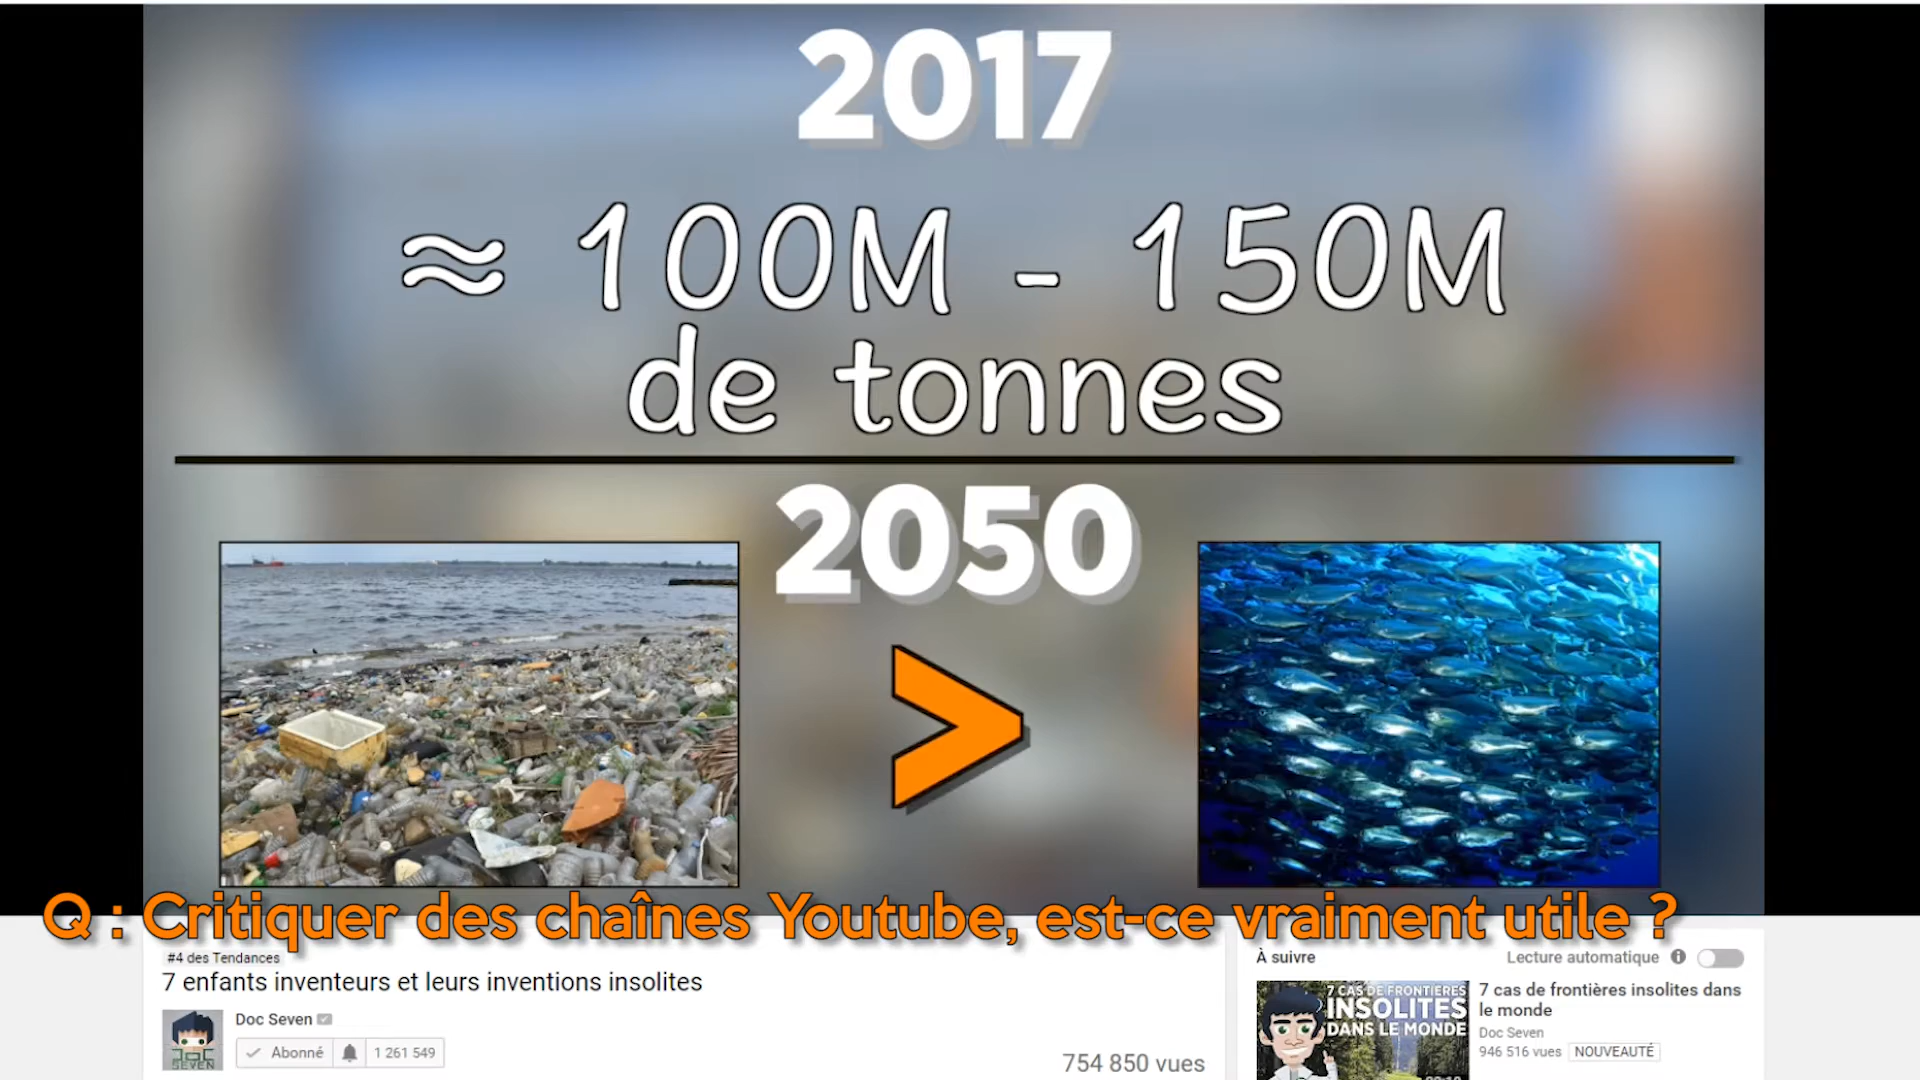 2017
≈ 100M - 150M
de tonnes
2050
>
Q : Critiquer des chaînes Youtube, est-ce vraiment utile ?
#4 des Tendances
7 enfants inventeurs et leurs inventions insolites
Doc Seven
Abonné
1 261 549
754 850 vues
À suivre
Lecture automatique
7 CAS DE FRONTIÈRES
INSOLITES
DANS LE MONDE
7 cas de frontières insolites dans
le monde
Doc Seven
946 516 vues NOUVEAUTÉ